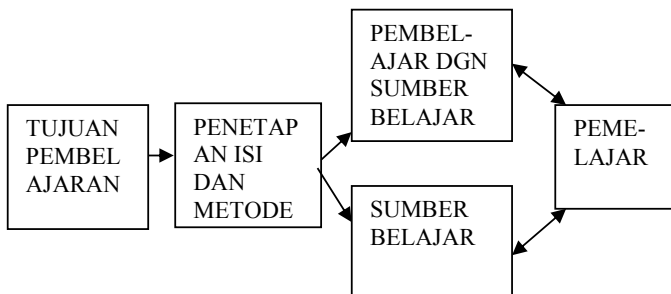 TUJUAN
PEMBEL
AJARAN
PENETAP
AN ISI
DAN
METODE
PEMBEL-
AJAR DGN
SUMBER
BELAJAR
SUMBER
BELAJAR
PEME-
LAJAR